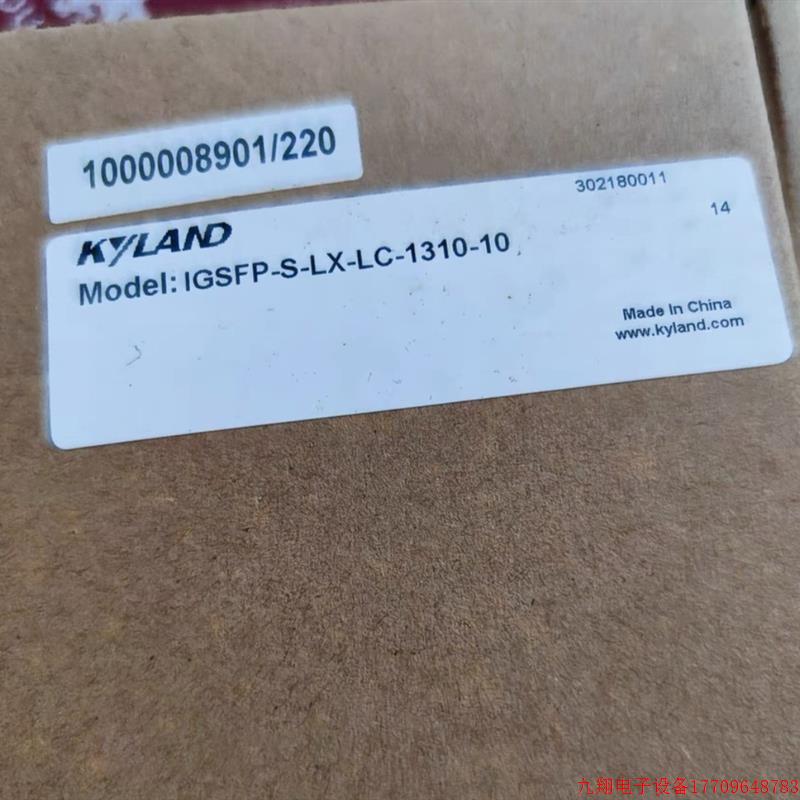 1000008901/220
302180011
14
KYLAND
Model: IGSFP-S-LX-LC-1310-10
Made In China
www.kyland.com
九翔电子设备17709648783